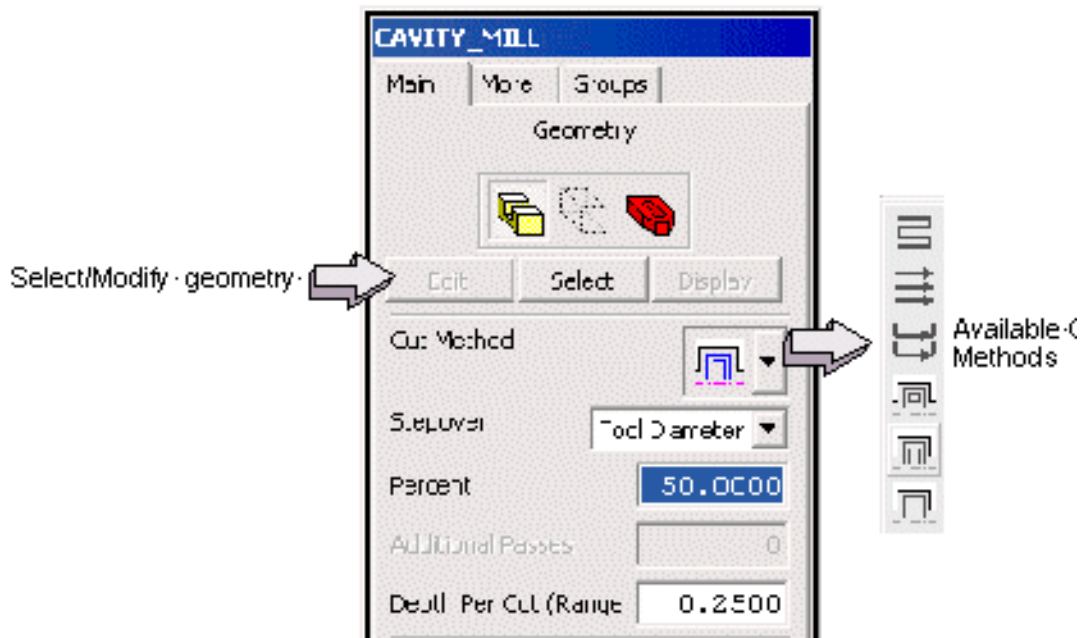 CAVITY_MILL
Main More Groups
Geometry
Select/Modify geometry
Edit Select Display
Cut Method
Available
Methods
Stepover Tool Diameter
Percent 50.0000
Additional Passes 0
Depth Per Cut (Range 0.2500